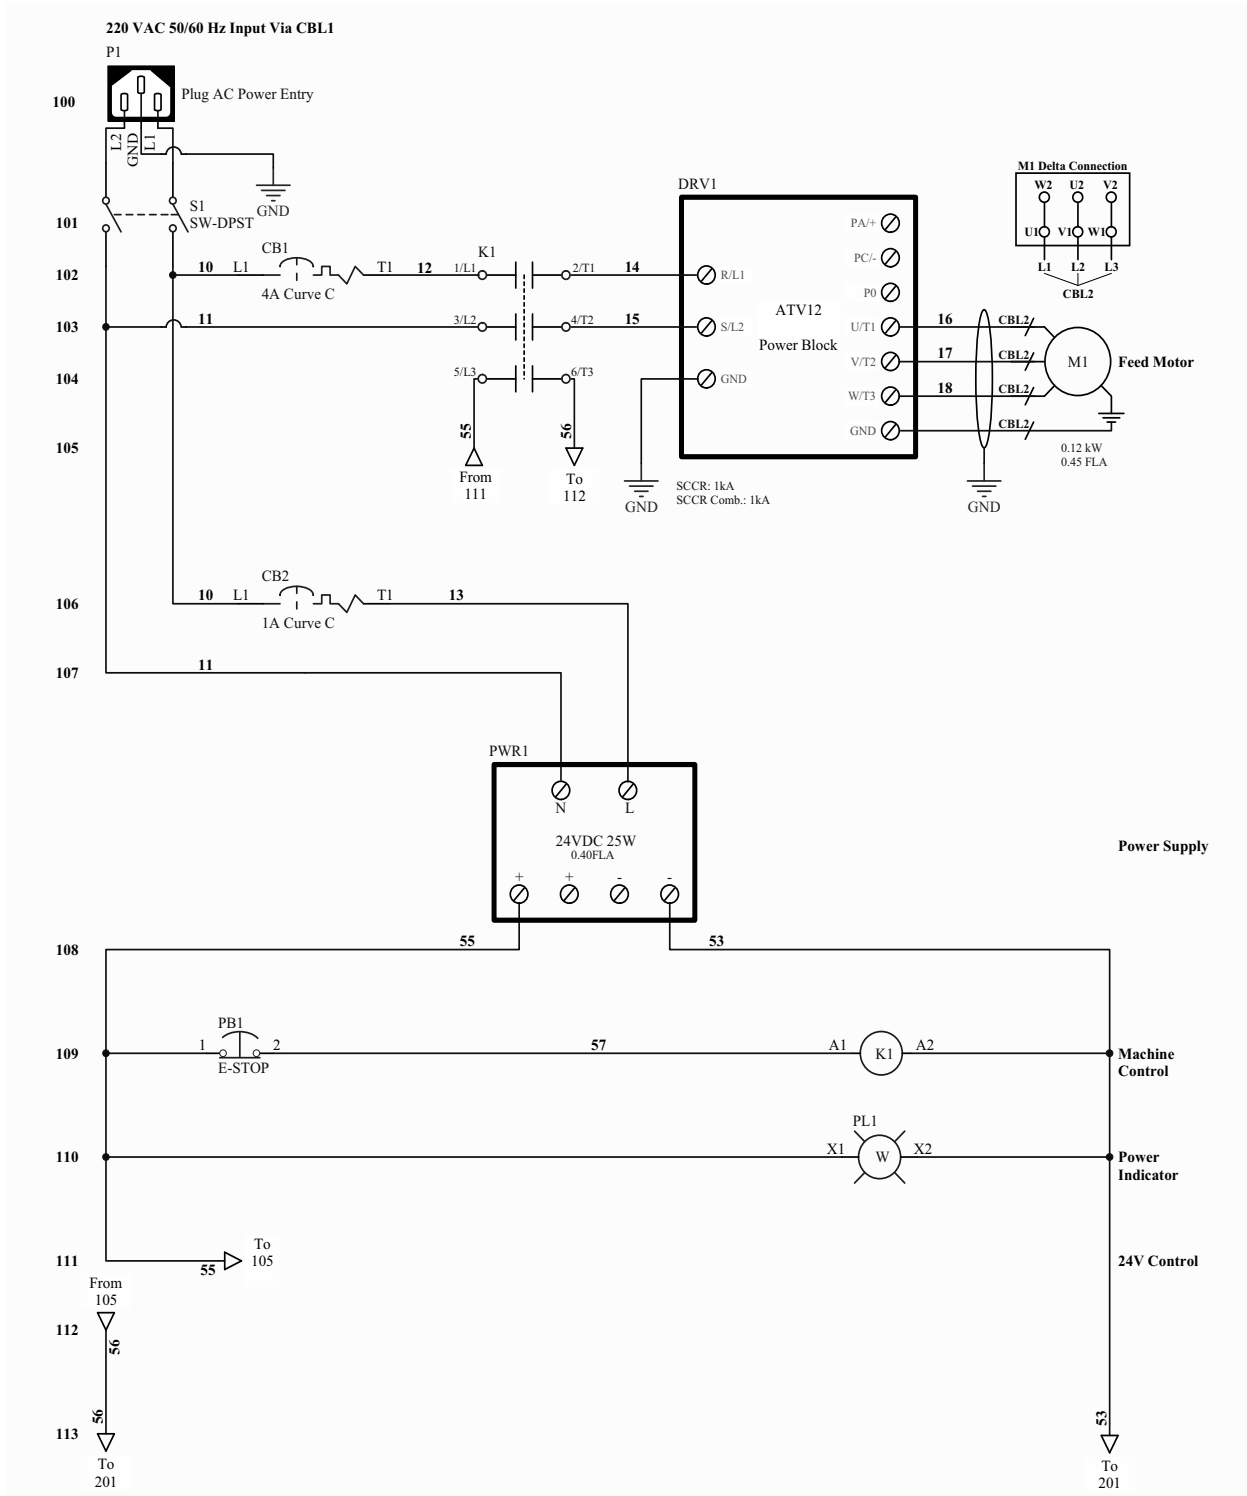 220 VAC 50/60 Hz Input Via CBL1
P1
100
Plug AC Power Entry
L2
GND
L1
GND
101
S1
SW-DPST
102
10
L1
CB1
4A Curve C
T1
12
K1
1/L1
2/T1
14
103
11
3/L2
4/T2
15
104
5/L3
6/T3
105
55
From
111
56
To
112
DRV1
R/L1
S/L2
GND
ATV12
Power Block
PA/+
PC/-
P0
U/T1
V/T2
W/T3
GND
GND
SCCR: 1kA
SCCR Comb.: 1kA
16
17
18
CBL2
CBL2
CBL2
CBL2
GND
M1
Feed Motor
0.12 kW
0.45 FLA
M1 Delta Connection
W2 U2 V2
U1 V1 W1
L1 L2 L3
CBL2
106
10
L1
CB2
1A Curve C
T1
13
107
11
PWR1
N L
24VDC 25W
0.40FLA
+ + - -
Power Supply
108
55
53
109
1
PB1
2
E-STOP
57
A1
K1
A2
Machine
Control
110
PL1
X1
W
X2
Power
Indicator
111
55
To
105
24V Control
From
105
112
56
56
113
To
201
53
To
201